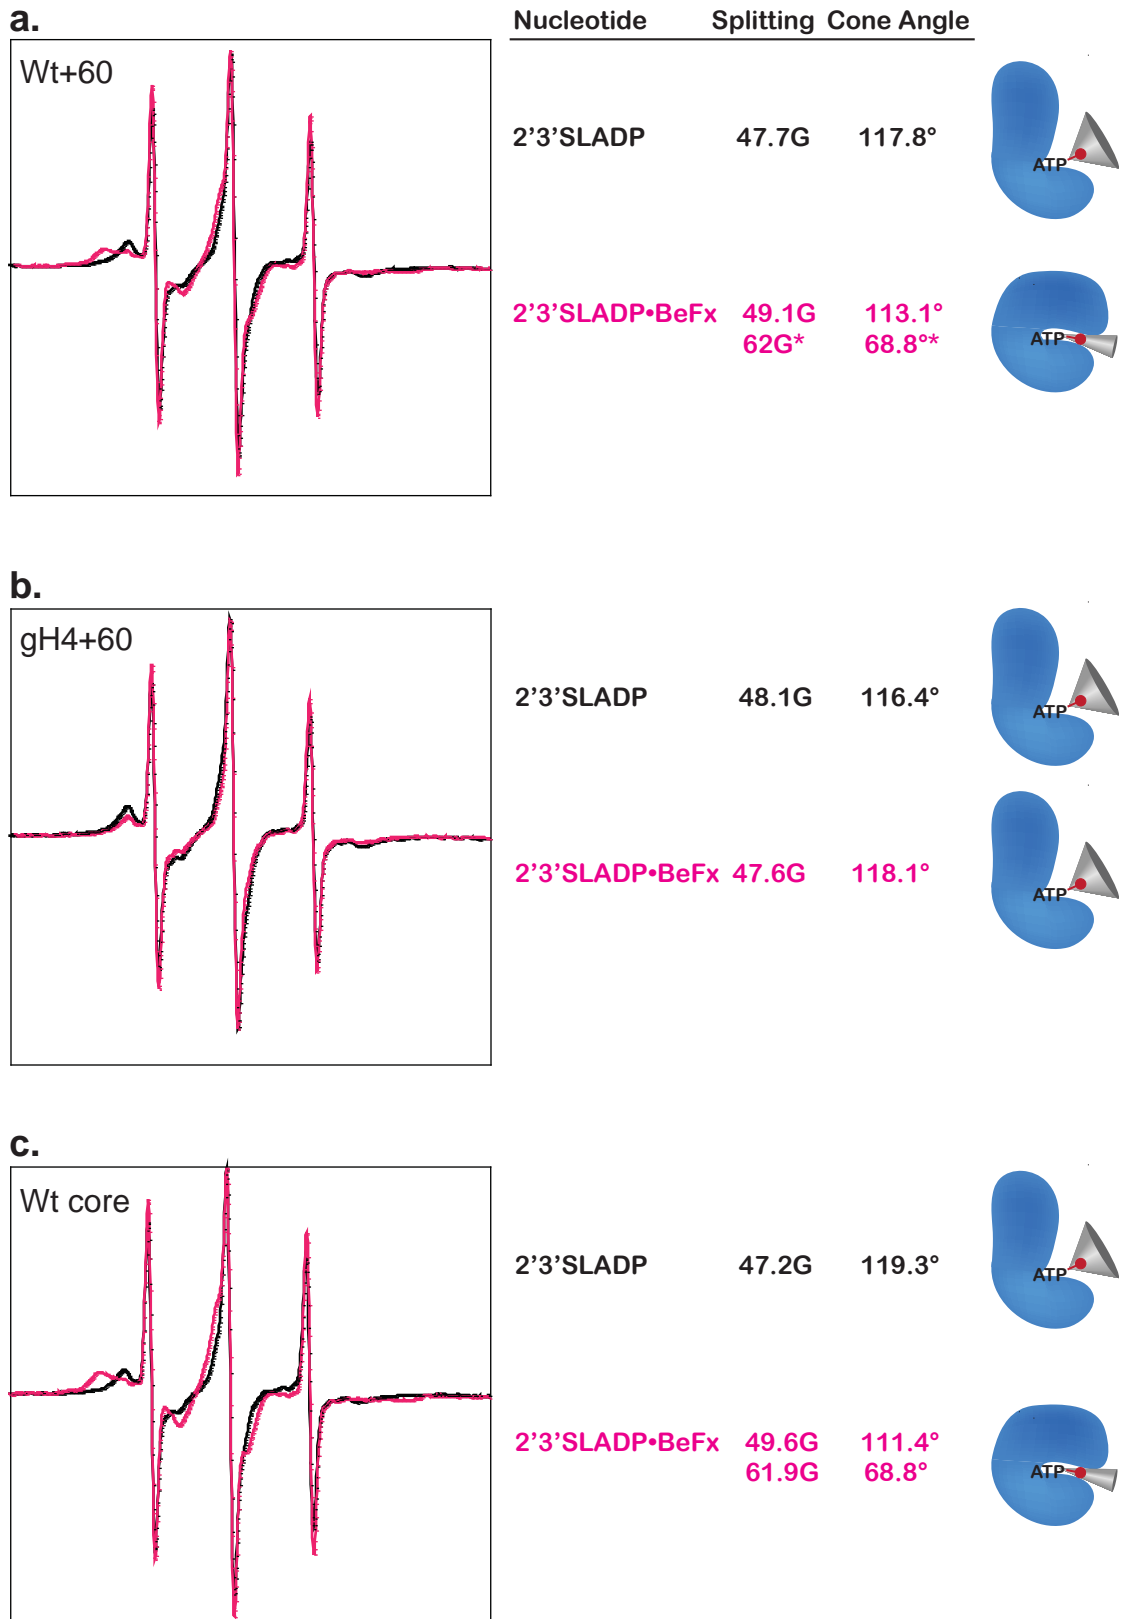 a.
Nucleotide Splitting Cone Angle
Wt+60
2'3'SLADP 47.7G 117.8°
ATP
2'3'SLADP•BeFx 49.1G 113.1°
62G* 68.8°*
ATP
b.
gH4+60
2'3'SLADP 48.1G 116.4°
ATP
2'3'SLADP•BeFx 47.6G 118.1°
ATP
c.
Wt core
2'3'SLADP 47.2G 119.3°
ATP
2'3'SLADP•BeFx 49.6G 111.4°
61.9G 68.8°
ATP